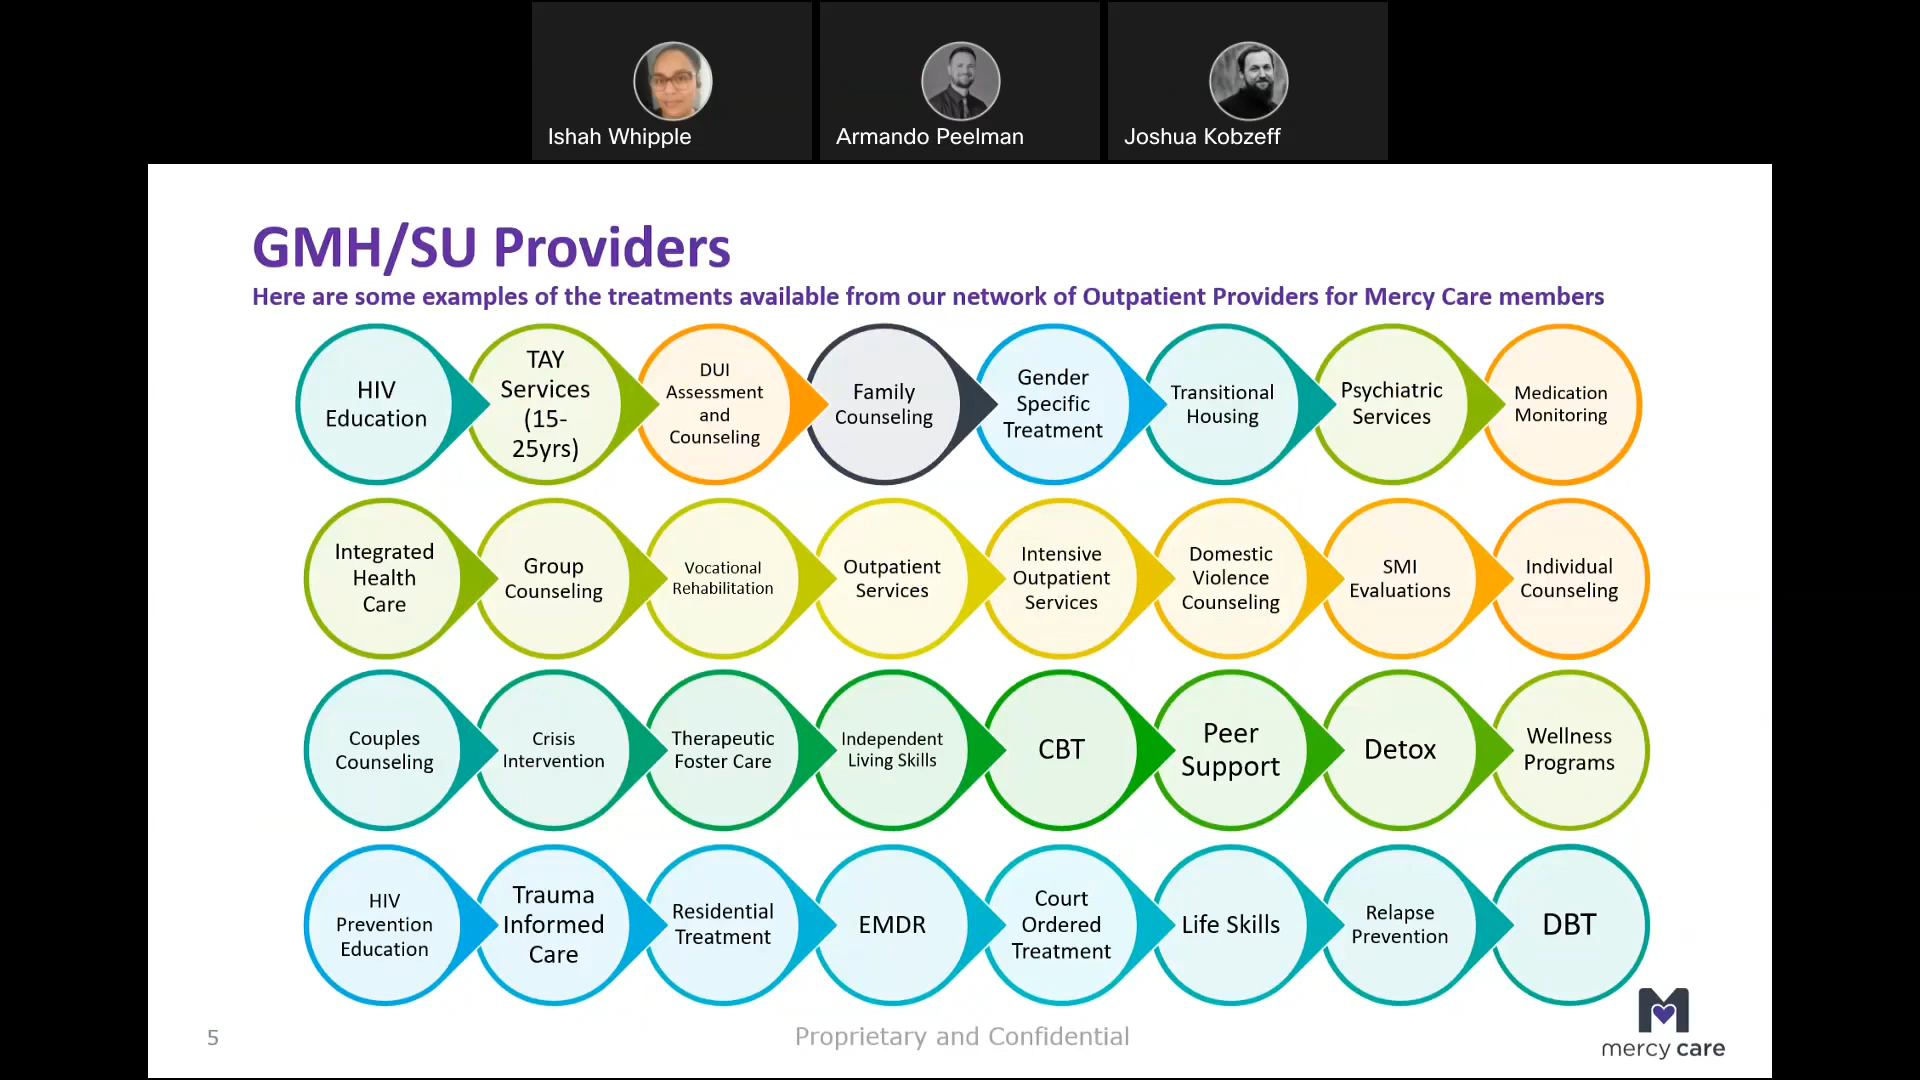 Ishah Whipple
Armando Peelman
Joshua Kobzeff
GMH/SU Providers
Here are some examples of the treatments available from our network of Outpatient Providers for Mercy Care members
HIV
Education
TAY
Services
(15-
25yrs)
DUI
Assessment
and
Counseling
Family
Counseling
Gender
Specific
Treatment
Transitional
Housing
Psychiatric
Services
Medication
Monitoring
Integrated
Health
Care
Group
Counseling
Vocational
Rehabilitation
Outpatient
Services
Intensive
Outpatient
Services
Domestic
Violence
Counseling
SMI
Evaluations
Individual
Counseling
Couples
Counseling
Crisis
Intervention
Therapeutic
Foster Care
Independent
Living Skills
CBT
Peer
Support
Detox
Wellness
Programs
HIV
Prevention
Education
Trauma
Informed
Care
Residential
Treatment
EMDR
Court
Ordered
Treatment
Life Skills
Relapse
Prevention
DBT
5
Proprietary and Confidential
mercy care